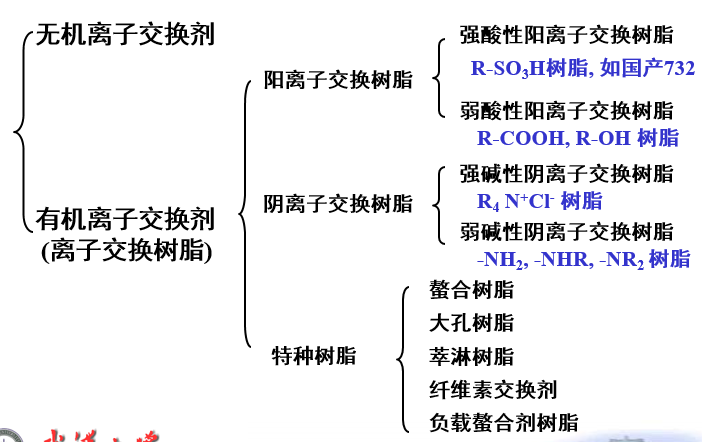 无机离子交换剂
有机离子交换剂
(离子交换树脂)
阳离子交换树脂
强酸性阳离子交换树脂
R-SO₃H树脂, 如国产732
弱酸性阳离子交换树脂
R-COOH, R-OH 树脂
阴离子交换树脂
强碱性阴离子交换树脂
R₄ N⁺Cl⁻ 树脂
弱碱性阴离子交换树脂
-NH₂, -NHR, -NR₂ 树脂
特种树脂
螯合树脂
大孔树脂
萃淋树脂
纤维素交换剂
负载螯合剂树脂